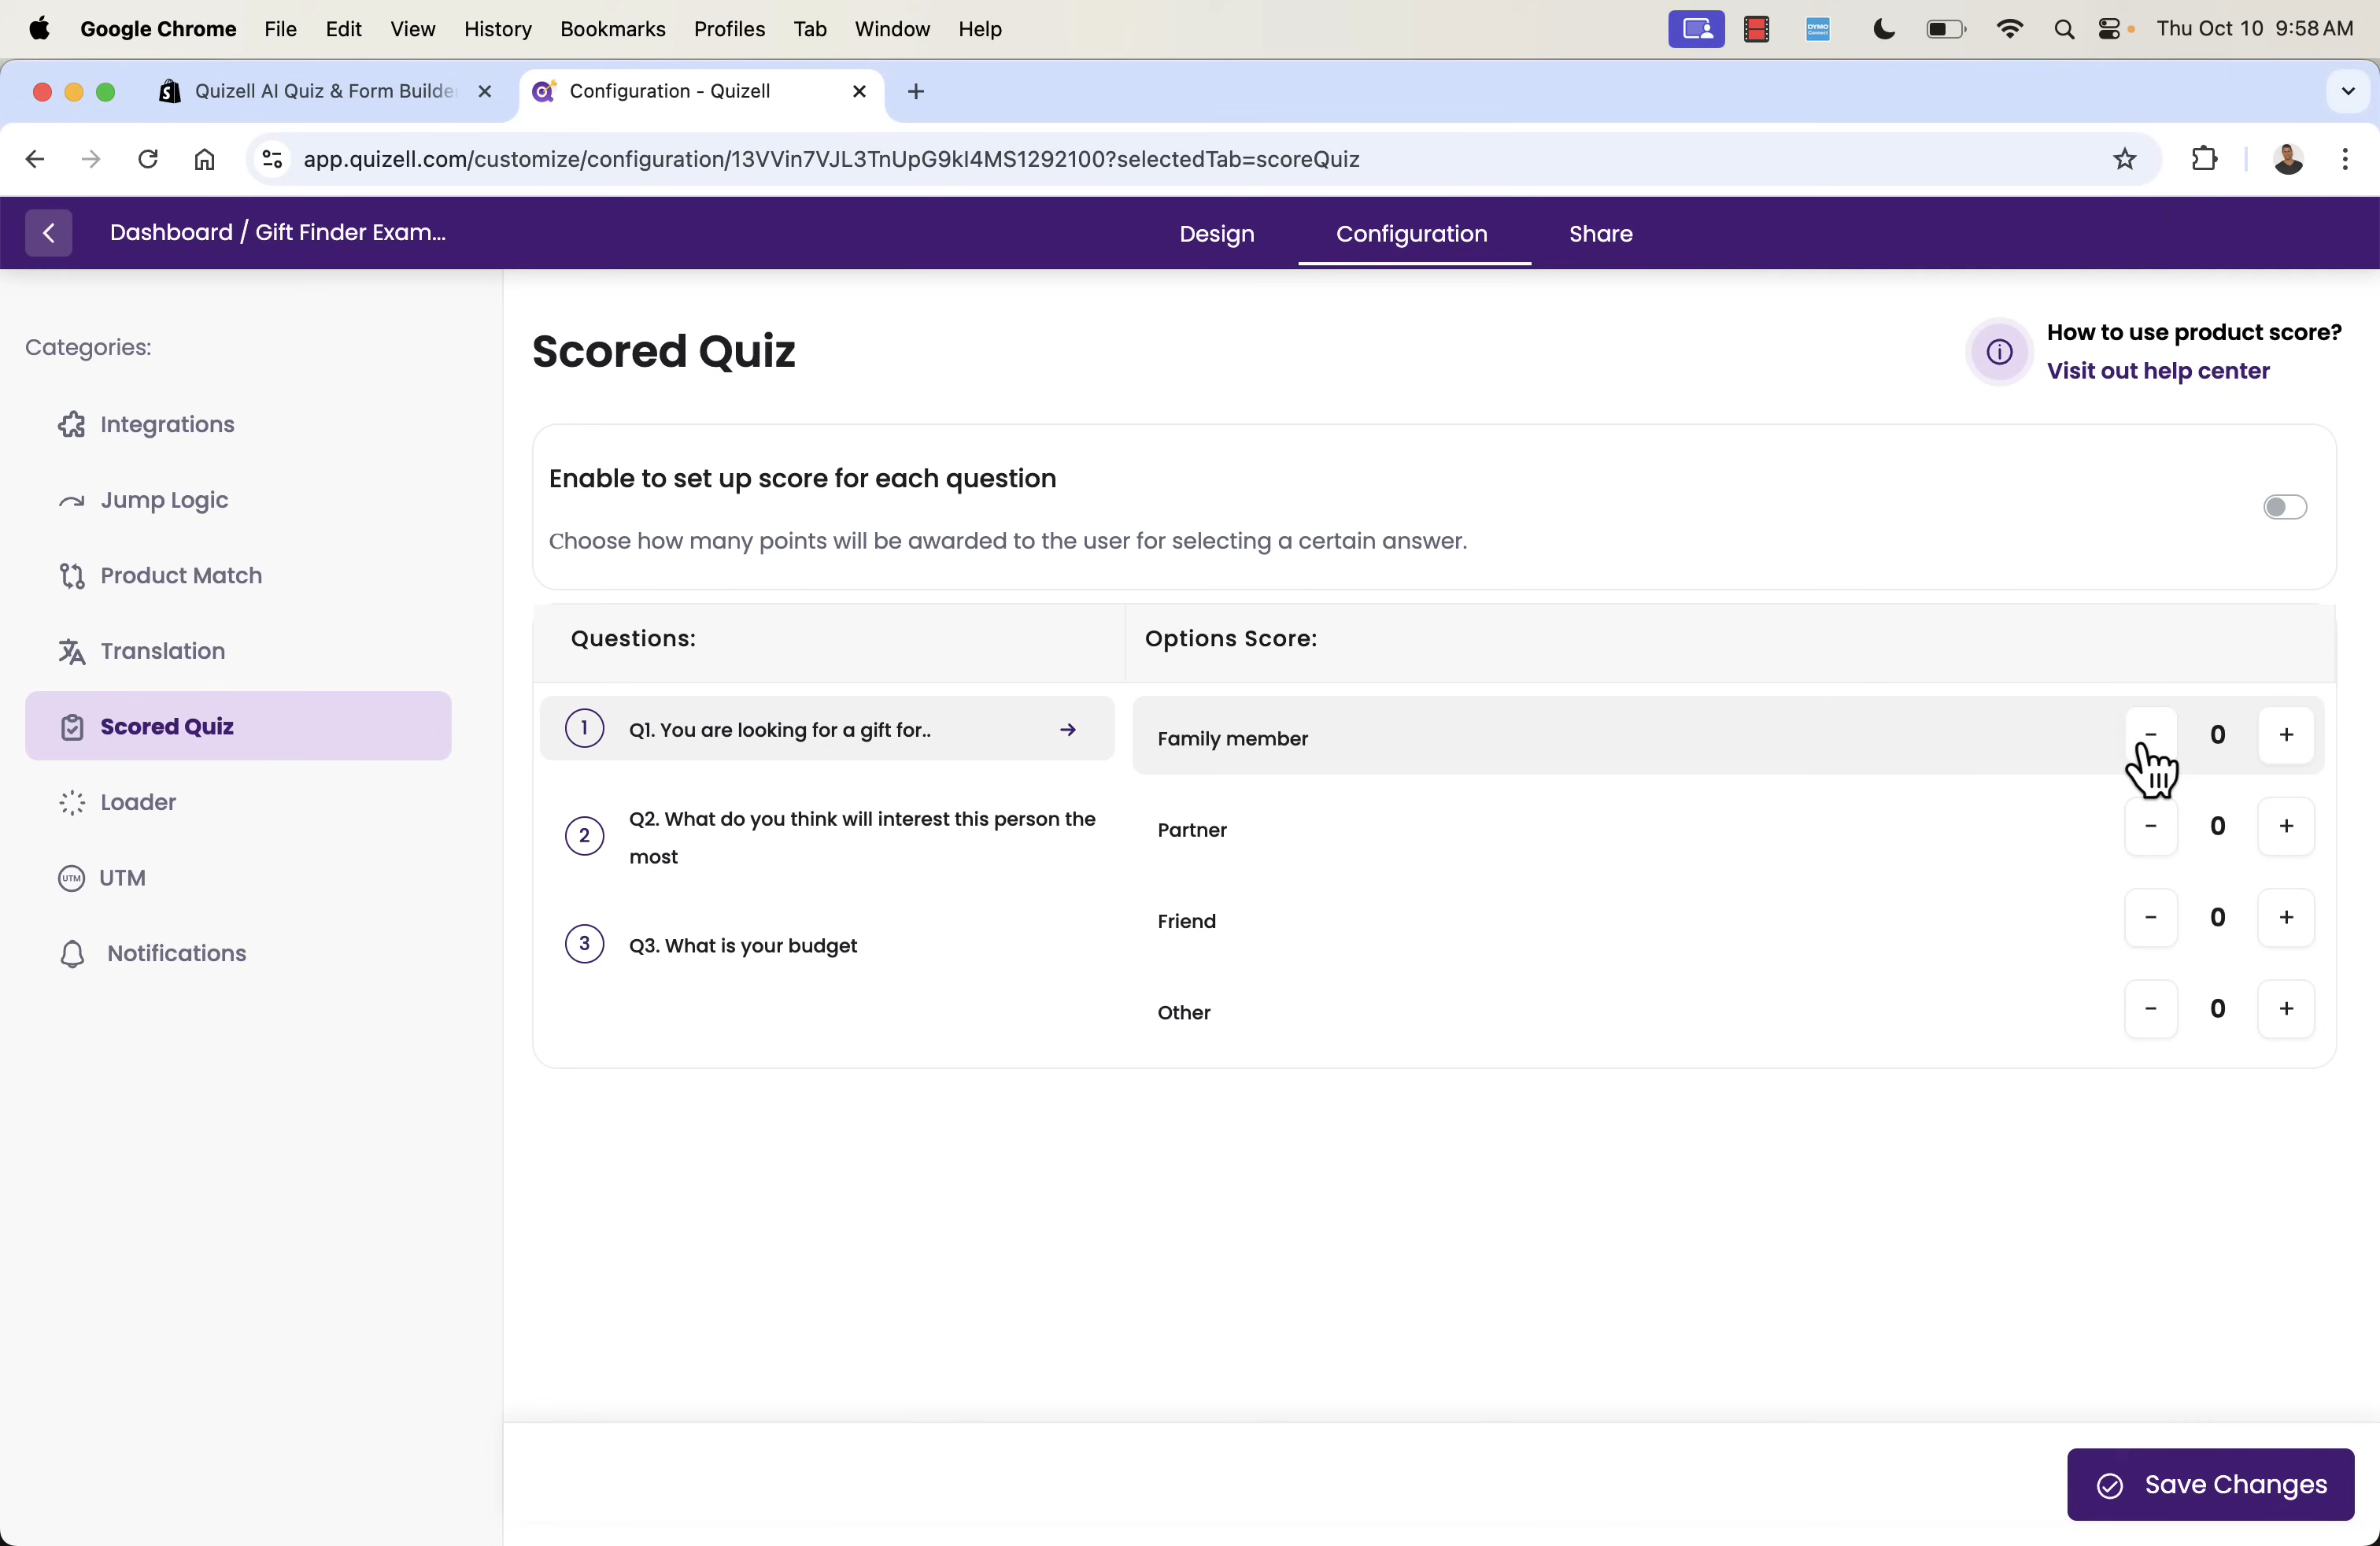 Google Chrome File Edit View History Bookmarks Profiles Tab Window Help
DYMO
Connect
Thu Oct 10 9:58 AM
Quizell AI Quiz & Form Builde
Configuration - Quizell
app.quizell.com/customize/configuration/13VVin7VJL3TnUpG9kI4MS1292100?selectedTab=scoreQuiz
Dashboard / Gift Finder Exam...
Design
Configuration
Share
Categories:
Integrations
Jump Logic
Product Match
Translation
Scored Quiz
Loader
UTM UTM
Notifications
Scored Quiz
How to use product score?
Visit out help center
Enable to set up score for each question
Choose how many points will be awarded to the user for selecting a certain answer.
Questions:
Options Score:
1 Q1. You are looking for a gift for..
2 Q2. What do you think will interest this person the
most
3 Q3. What is your budget
Family member - 0 +
Partner - 0 +
Friend - 0 +
Other - 0 +
Save Changes